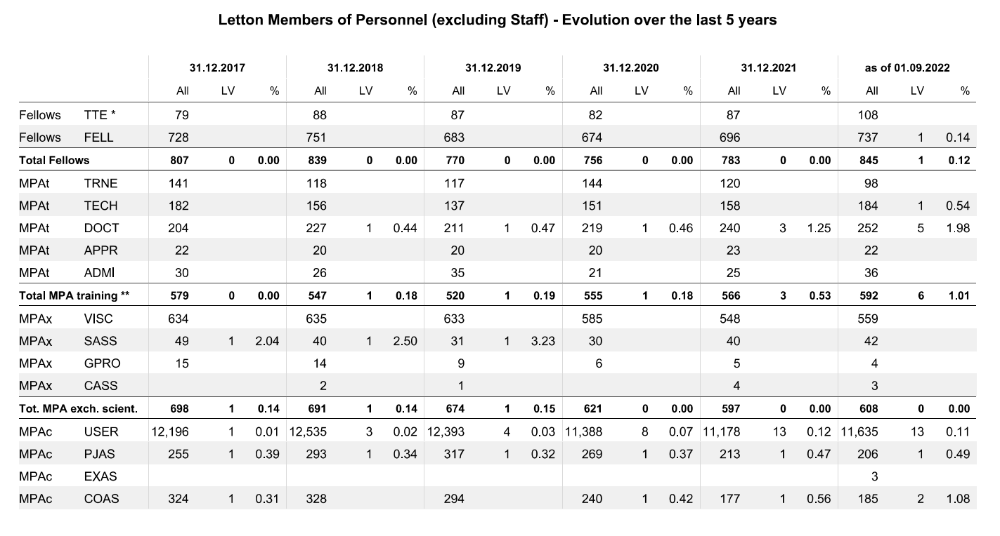 Letton Members of Personnel (excluding Staff) - Evolution over the last 5 years
31.12.2017 31.12.2018 31.12.2019 31.12.2020 31.12.2021 as of 01.09.2022
All LV % All LV % All LV % All LV % All LV % All LV %
Fellows TTE * 79 88 87 82 87 108
Fellows FELL 728 751 683 674 696 737 1 0.14
Total Fellows 807 0 0.00 839 0 0.00 770 0 0.00 756 0 0.00 783 0 0.00 845 1 0.12
MPAt TRNE 141 118 117 144 120 98
MPAt TECH 182 156 137 151 158 184 1 0.54
MPAt DOCT 204 227 1 0.44 211 1 0.47 219 1 0.46 240 3 1.25 252 5 1.98
MPAt APPR 22 20 20 20 23 22
MPAt ADMI 30 26 35 21 25 36
Total MPA training ** 579 0 0.00 547 1 0.18 520 1 0.19 555 1 0.18 566 3 0.53 592 6 1.01
MPAx VISC 634 635 633 585 548 559
MPAx SASS 49 1 2.04 40 1 2.50 31 1 3.23 30 40 42
MPAx GPRO 15 14 9 6 5 4
MPAx CASS 2 1 4 3
Tot. MPA exch. scient. 698 1 0.14 691 1 0.14 674 1 0.15 621 0 0.00 597 0 0.00 608 0 0.00
MPAc USER 12,196 1 0.01 12,535 3 0.02 12,393 4 0.03 11,388 8 0.07 11,178 13 0.12 11,635 13 0.11
MPAc PJAS 255 1 0.39 293 1 0.34 317 1 0.32 269 1 0.37 213 1 0.47 206 1 0.49
MPAc EXAS 3
MPAc COAS 324 1 0.31 328 294 240 1 0.42 177 1 0.56 185 2 1.08